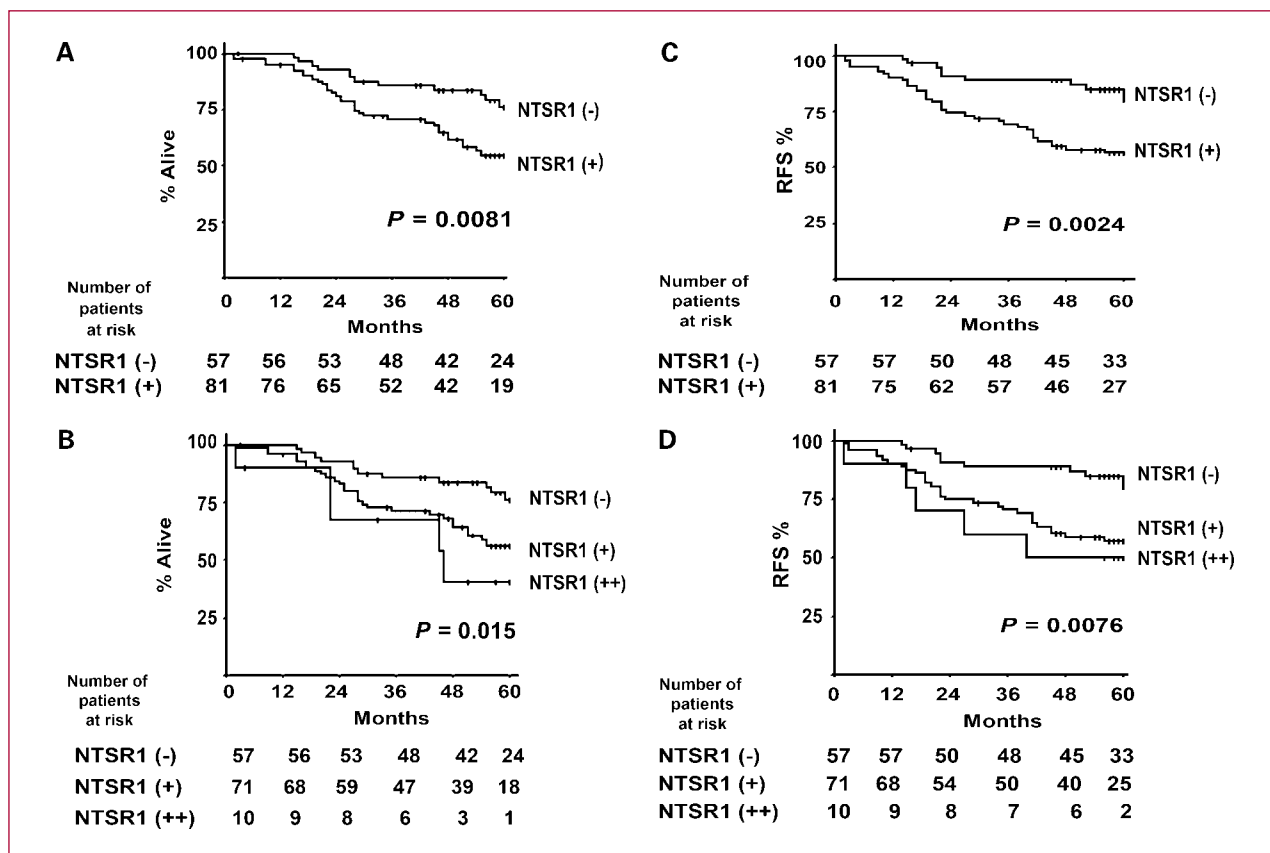 A
100
75
50
25
% Alive
NTSR1 (-)
NTSR1 (+)
P = 0.0081
0 12 24 36 48 60
Months
Number of
patients
at risk
NTSR1 (-) 57 56 53 48 42 24
NTSR1 (+) 81 76 65 52 42 19
C
100
75
50
25
RFS %
NTSR1 (-)
NTSR1 (+)
P = 0.0024
0 12 24 36 48 60
Months
Number of
patients
at risk
NTSR1 (-) 57 57 50 48 45 33
NTSR1 (+) 81 75 62 57 46 27
B
100
75
50
25
% Alive
NTSR1 (-)
NTSR1 (+)
NTSR1 (++)
P = 0.015
0 12 24 36 48 60
Months
Number of
patients
at risk
NTSR1 (-) 57 56 53 48 42 24
NTSR1 (+) 71 68 59 47 39 18
NTSR1 (++) 10 9 8 6 3 1
D
100
75
50
25
RFS %
NTSR1 (-)
NTSR1 (+)
NTSR1 (++)
P = 0.0076
0 12 24 36 48 60
Months
Number of
patients
at risk
NTSR1 (-) 57 57 50 48 45 33
NTSR1 (+) 71 68 54 50 40 25
NTSR1 (++) 10 9 8 7 6 2